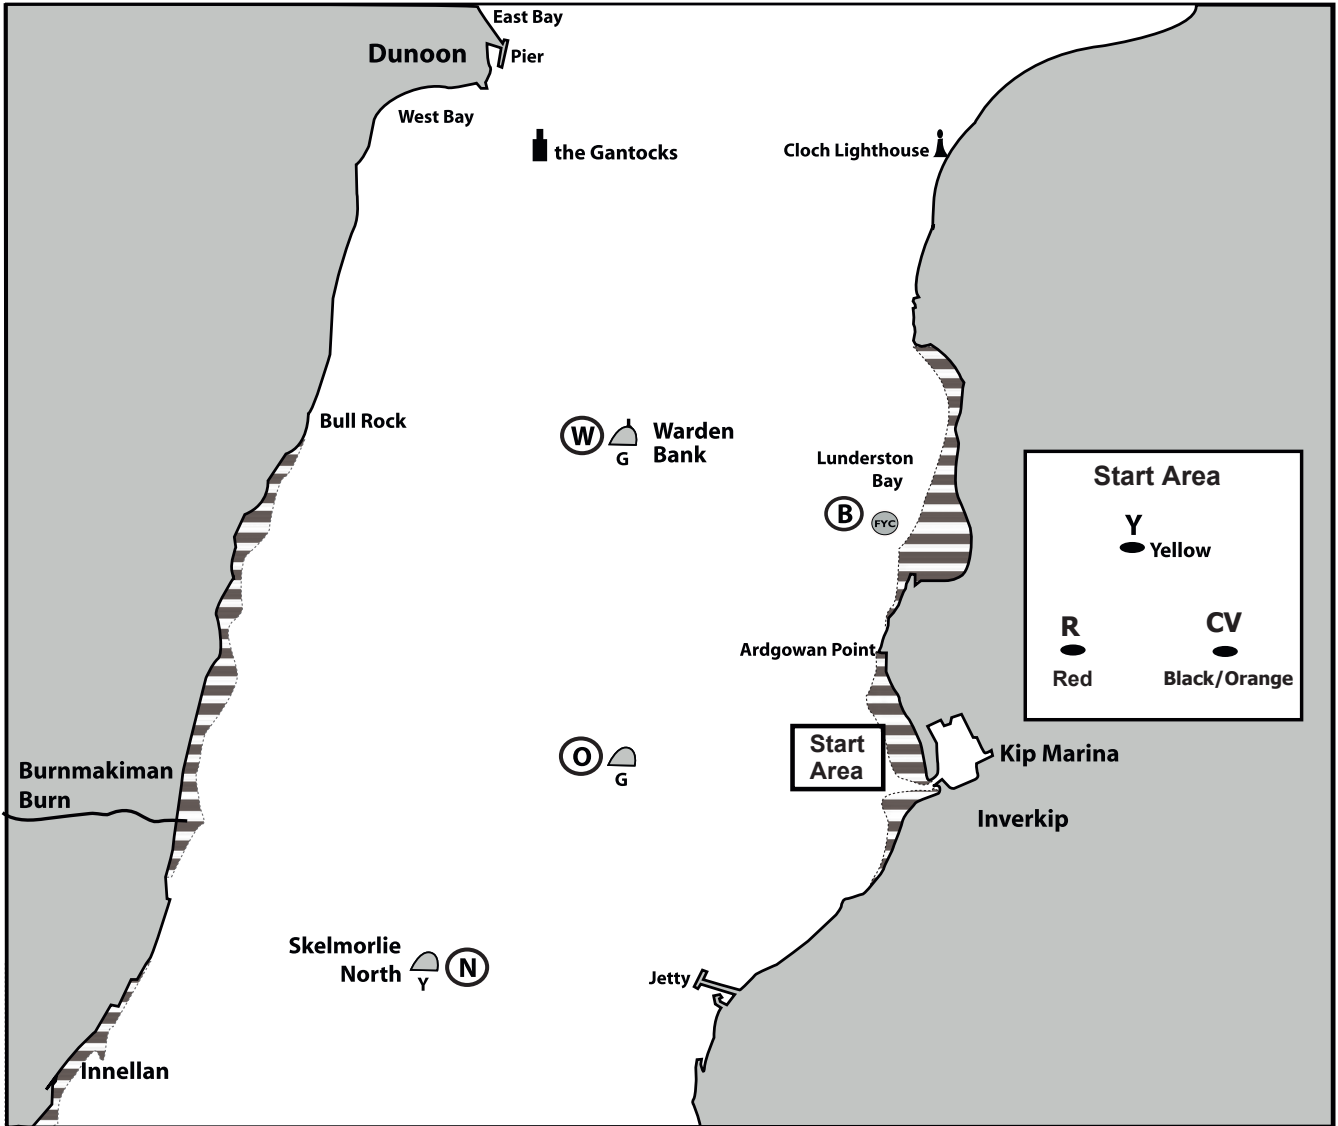 East Bay
Dunoon
Pier
West Bay
the Gantocks
Cloch Lighthouse
Bull Rock
W
G
Warden
Bank
Lunderston
Bay
B
FYC
Start Area
Y
Yellow
R
Red
CV
Black/Orange
Ardgowan Point
Start
Area
Kip Marina
O
G
Burnmakiman
Burn
Inverkip
Skelmorlie
North
Y
N
Jetty
Innellan